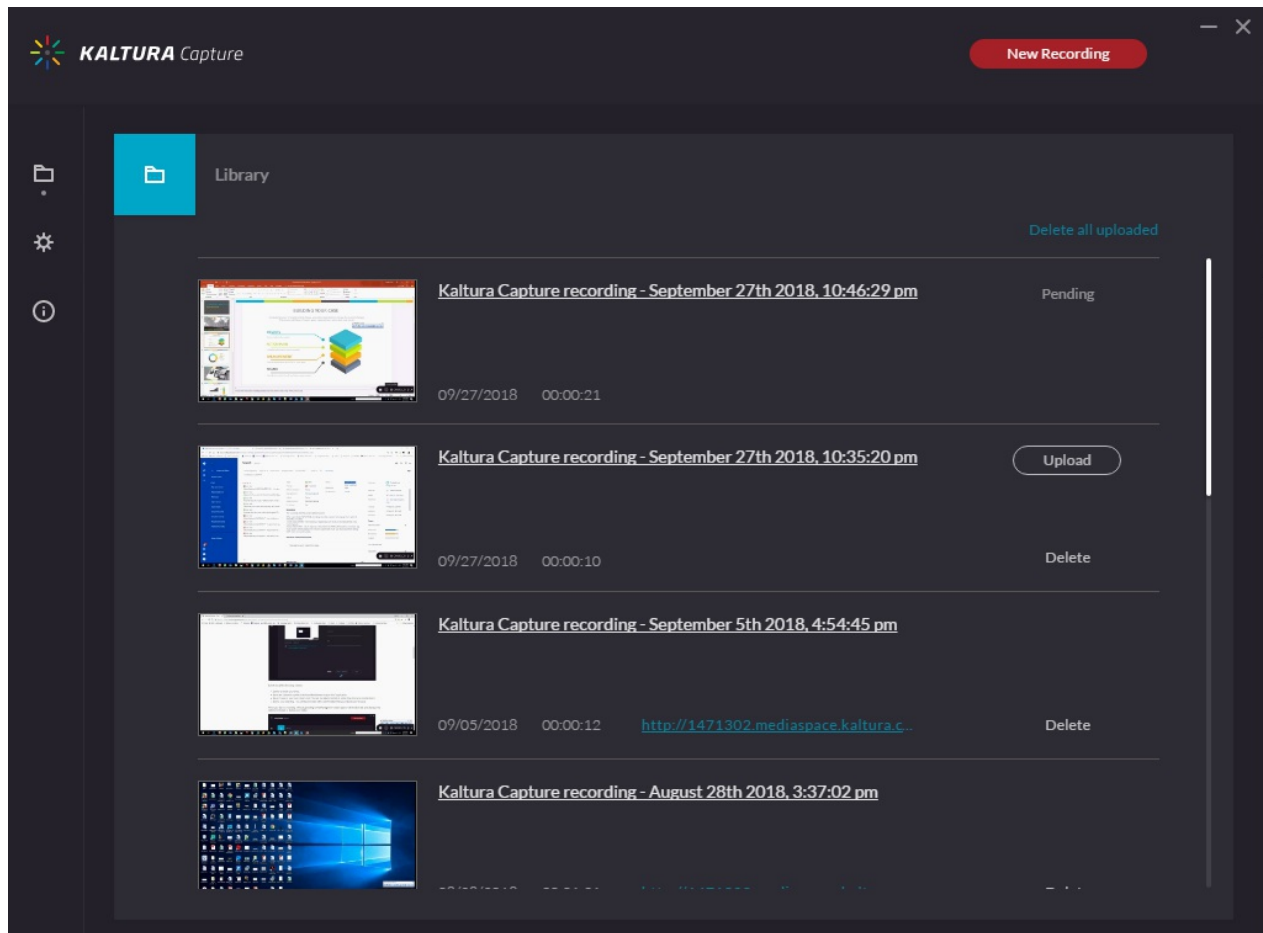 KALTURA Capture
New Recording
Library
Delete all uploaded
Kaltura Capture recording - September 27th 2018, 10:46:29 pm
Pending
09/27/2018 00:00:21
Kaltura Capture recording - September 27th 2018, 10:35:20 pm
Upload
09/27/2018 00:00:10
Delete
Kaltura Capture recording - September 5th 2018, 4:54:45 pm
09/05/2018 00:00:12 http://1471302.mediaspace.kaltura.c...
Delete
Kaltura Capture recording - August 28th 2018, 3:37:02 pm